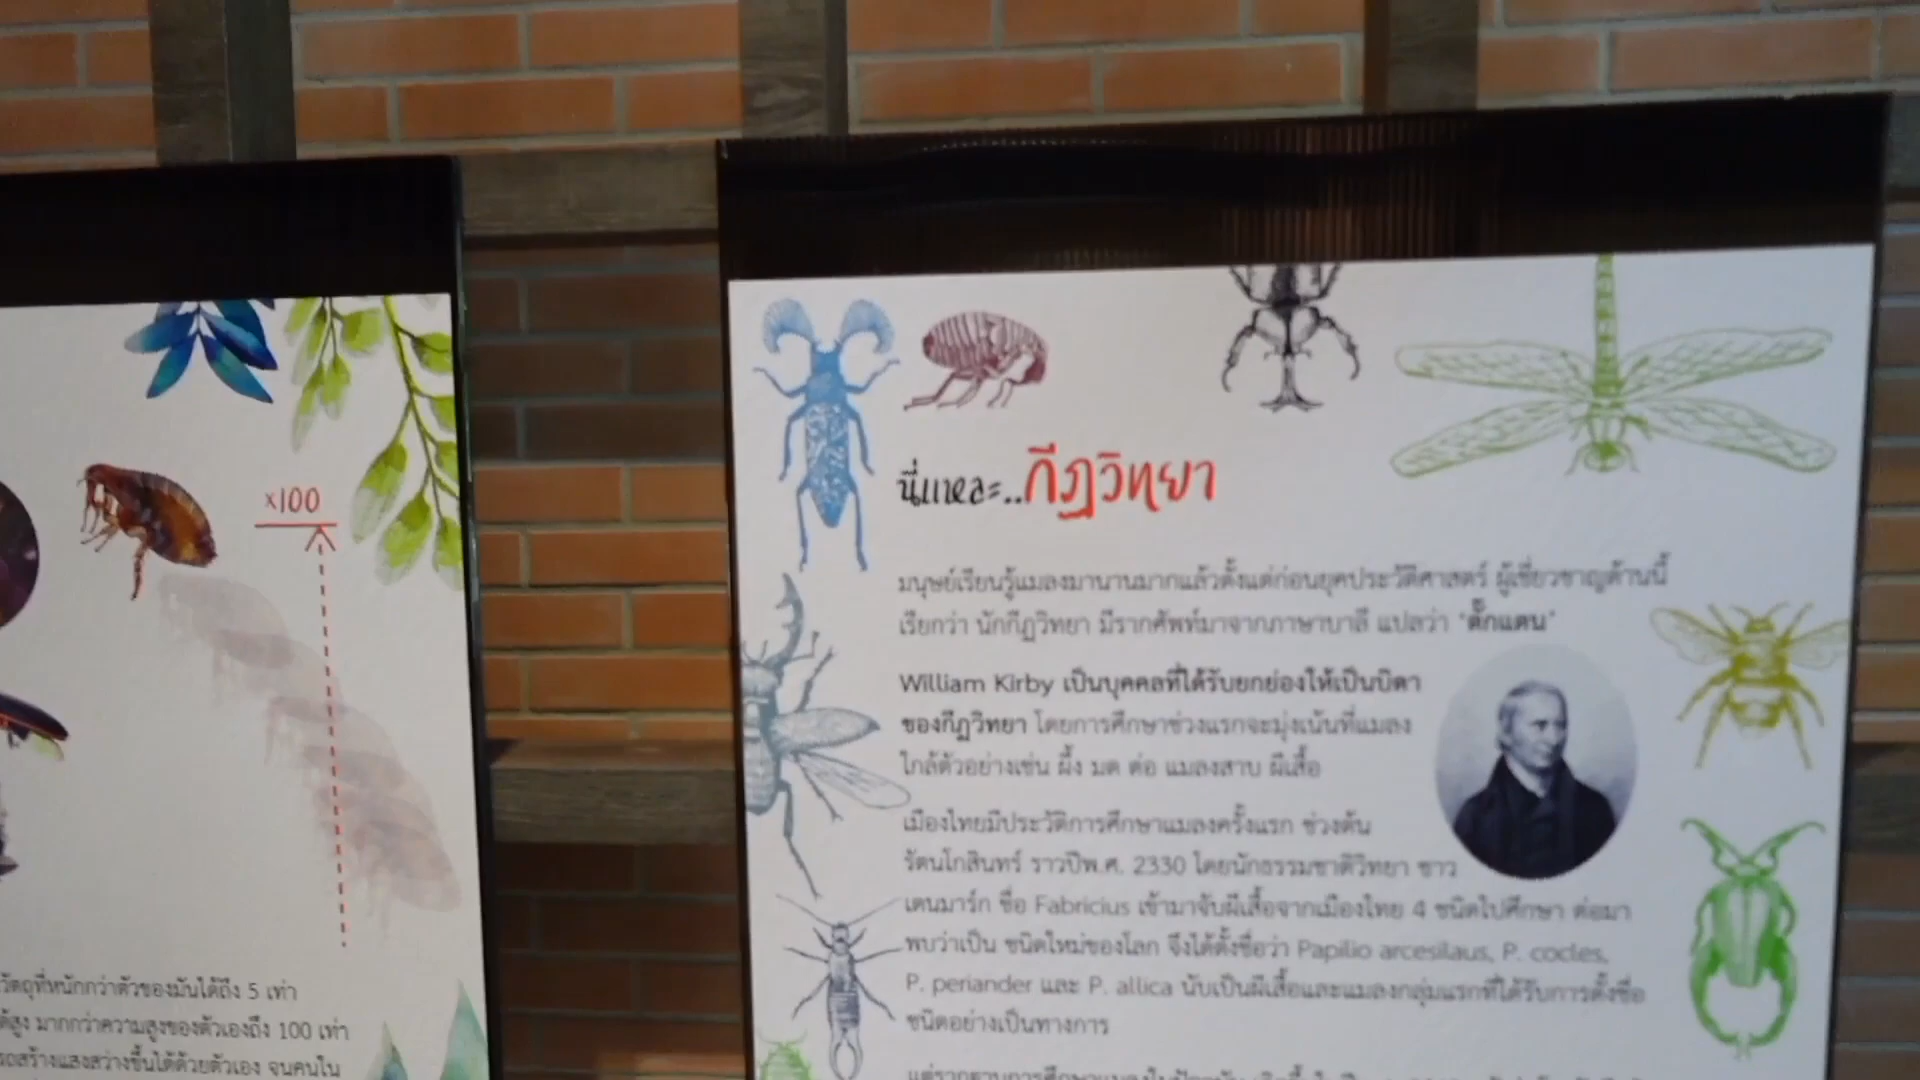 ×100
วัตถุที่หนักกว่าตัวของมันได้ถึง 5 เท่า
สูง มากกว่าความสูงของตัวเองถึง 100 เท่า
สร้างแสงสว่างขึ้นได้ด้วยตัวเอง จนคนใน
นี่แหละ..กีฏวิทยา
มนุษย์เรียนรู้แมลงมานานมากแล้วตั้งแต่ก่อนยุคประวัติศาสตร์ ผู้เชี่ยวชาญด้านนี้
เรียกว่า นักกีฏวิทยา มีรากศัพท์มาจากภาษาบาลี แปลว่า "ตั๊กแตน"
William Kirby เป็นบุคคลที่ได้รับยกย่องให้เป็นบิดา
ของกีฏวิทยา โดยการศึกษาช่วงแรกจะมุ่งเน้นที่แมลง
ใกล้ตัวอย่างเช่น ผึ้ง มด ต่อ แมลงสาบ ผีเสื้อ
เมืองไทยมีประวัติการศึกษาแมลงครั้งแรก ช่วงต้น
รัตนโกสินทร์ ราวปีพ.ศ. 2330 โดยนักธรรมชาติวิทยา ชาว
เดนมาร์ก ชื่อ Fabricius เข้ามาจับผีเสื้อจากเมืองไทย 4 ชนิดไปศึกษา ต่อมา
พบว่าเป็น ชนิดใหม่ของโลก จึงได้ตั้งชื่อว่า Papilio arcesilaus, P. cocles,
P. periander และ P. allica นับเป็นผีเสื้อและแมลงกลุ่มแรกที่ได้รับการตั้งชื่อ
ชนิดอย่างเป็นทางการ